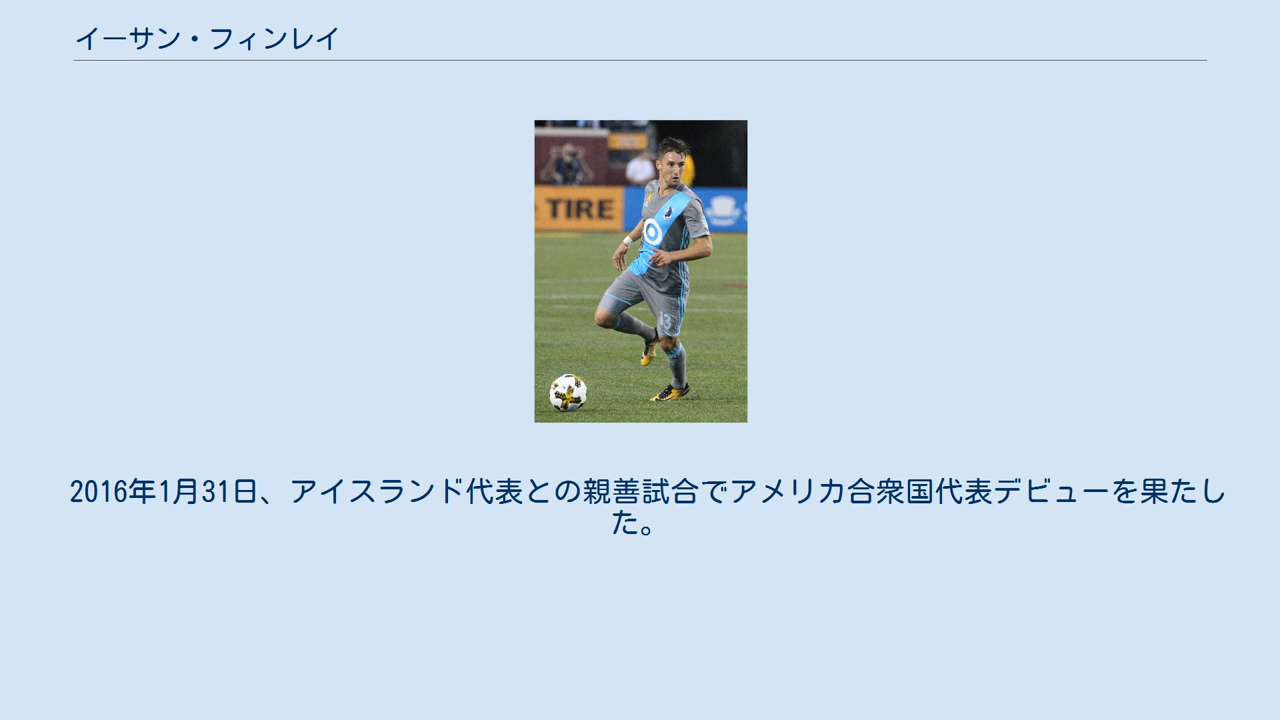 イーサン・フィンレイ
TIRE
13
2016年1月31日、アイスランド代表との親善試合でアメリカ合衆国代表デビューを果たし
た。